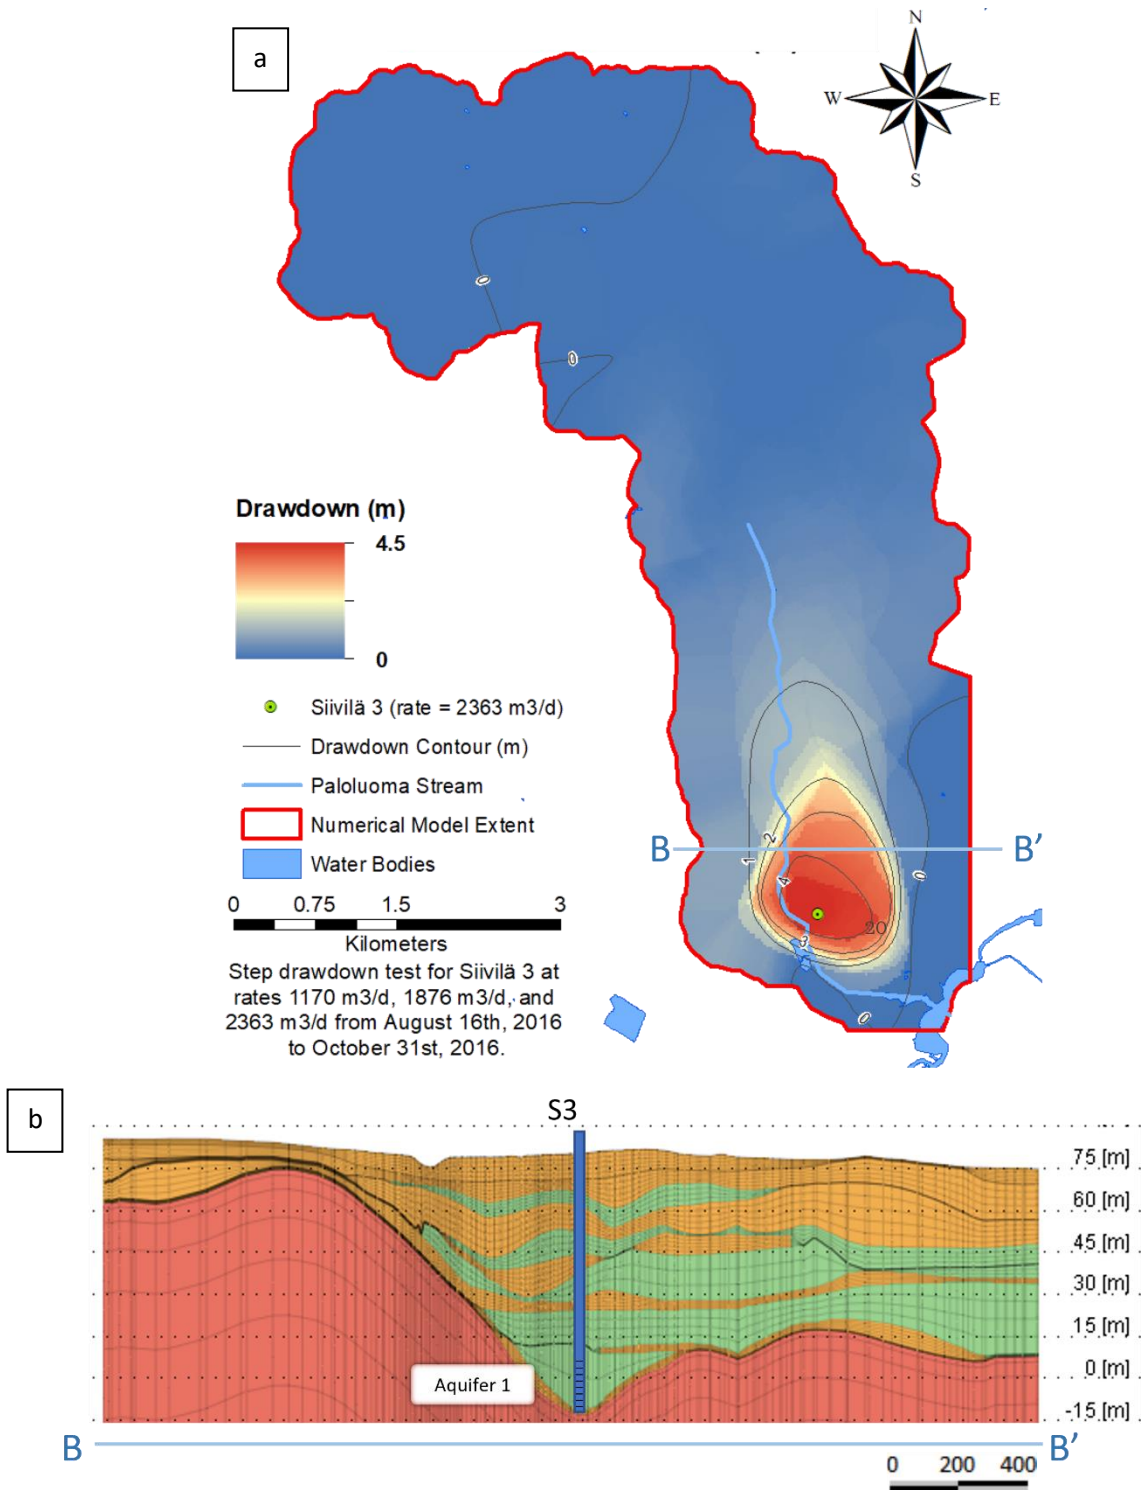 a
N
W
E
S
0
0
Drawdown (m)
4.5
0
Siivilä 3 (rate = 2363 m3/d)
Drawdown Contour (m)
Paloluoma Stream
Numerical Model Extent
Water Bodies
0 0.75 1.5 3
Kilometers
Step drawdown test for Siivilä 3 at
rates 1170 m3/d, 1876 m3/d, and
2363 m3/d from August 16th, 2016
to October 31st, 2016.
2
B
B’
1
4
0
20
3
0
b
S3
75 [m]
60 [m]
45 [m]
30 [m]
15 [m]
0 [m]
-15 [m]
Aquifer 1
B
B’
0 200 400